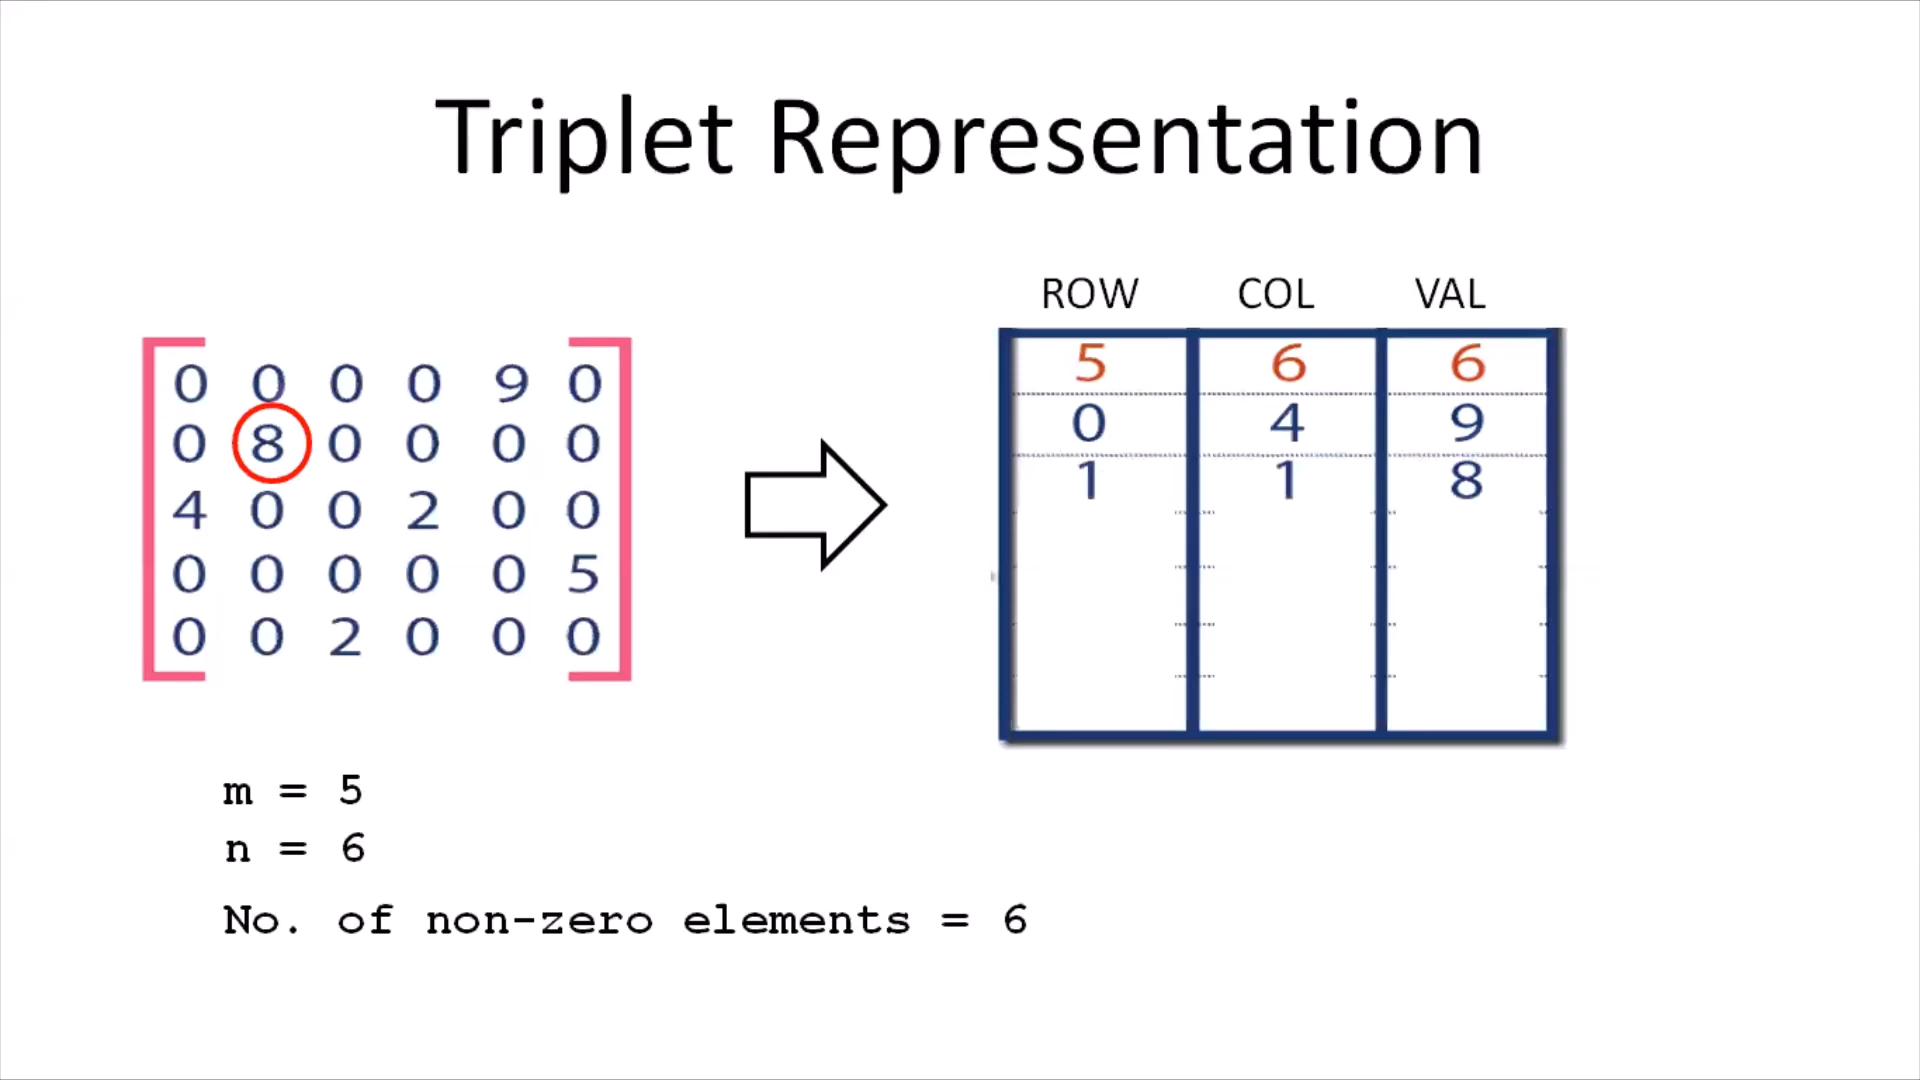 Triplet Representation
0 0 0 0 9 0
0 8 0 0 0 0
4 0 0 2 0 0
0 0 0 0 0 5
0 0 2 0 0 0
ROW COL VAL
5 6 6
0 4 9
1 1 8
m = 5
n = 6
No. of non-zero elements = 6